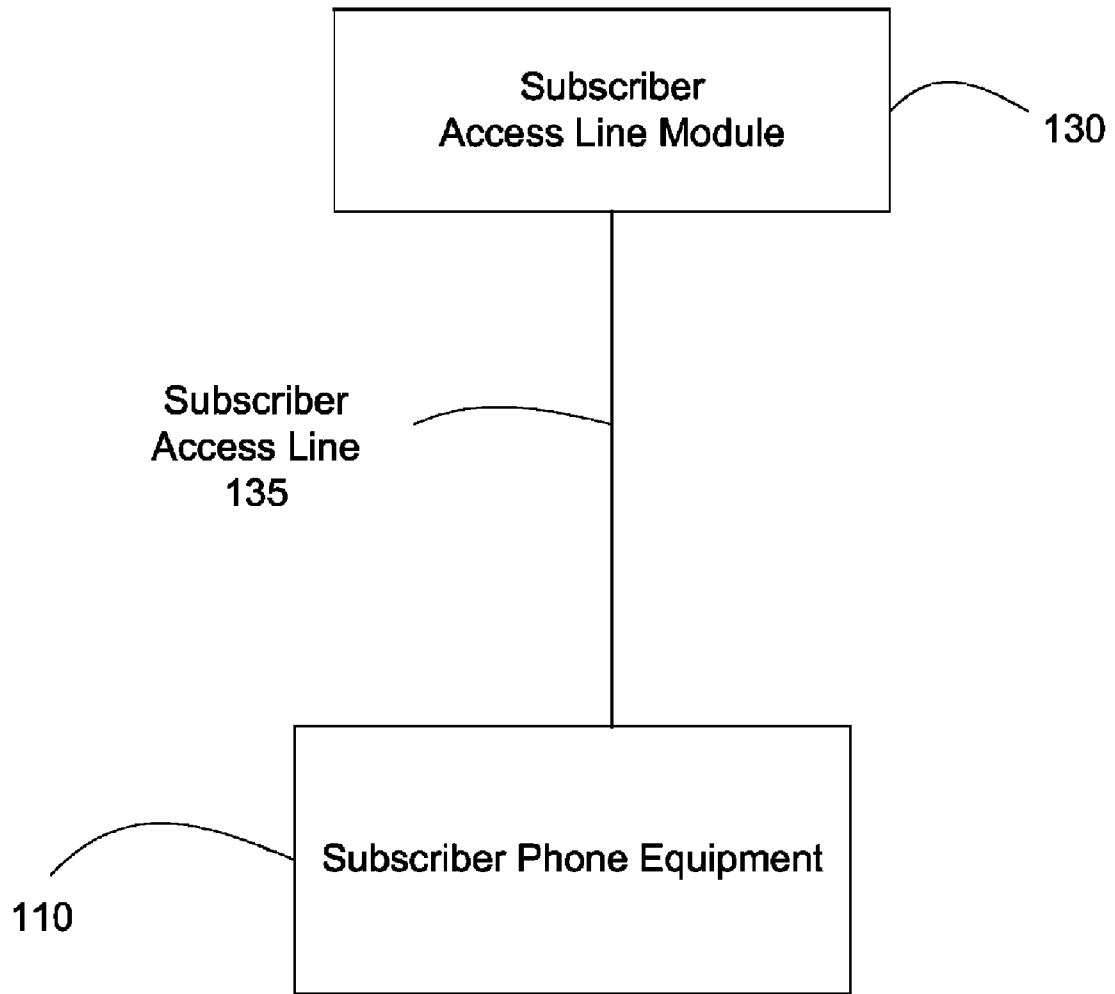 Subscriber
Access Line Module
130
Subscriber
Access Line
135
Subscriber Phone Equipment
110